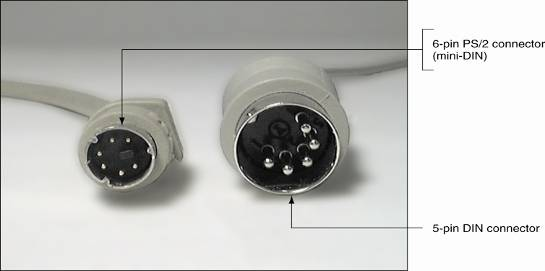 6-pin PS/2 connector
(mini-DIN)
5-pin DIN connector